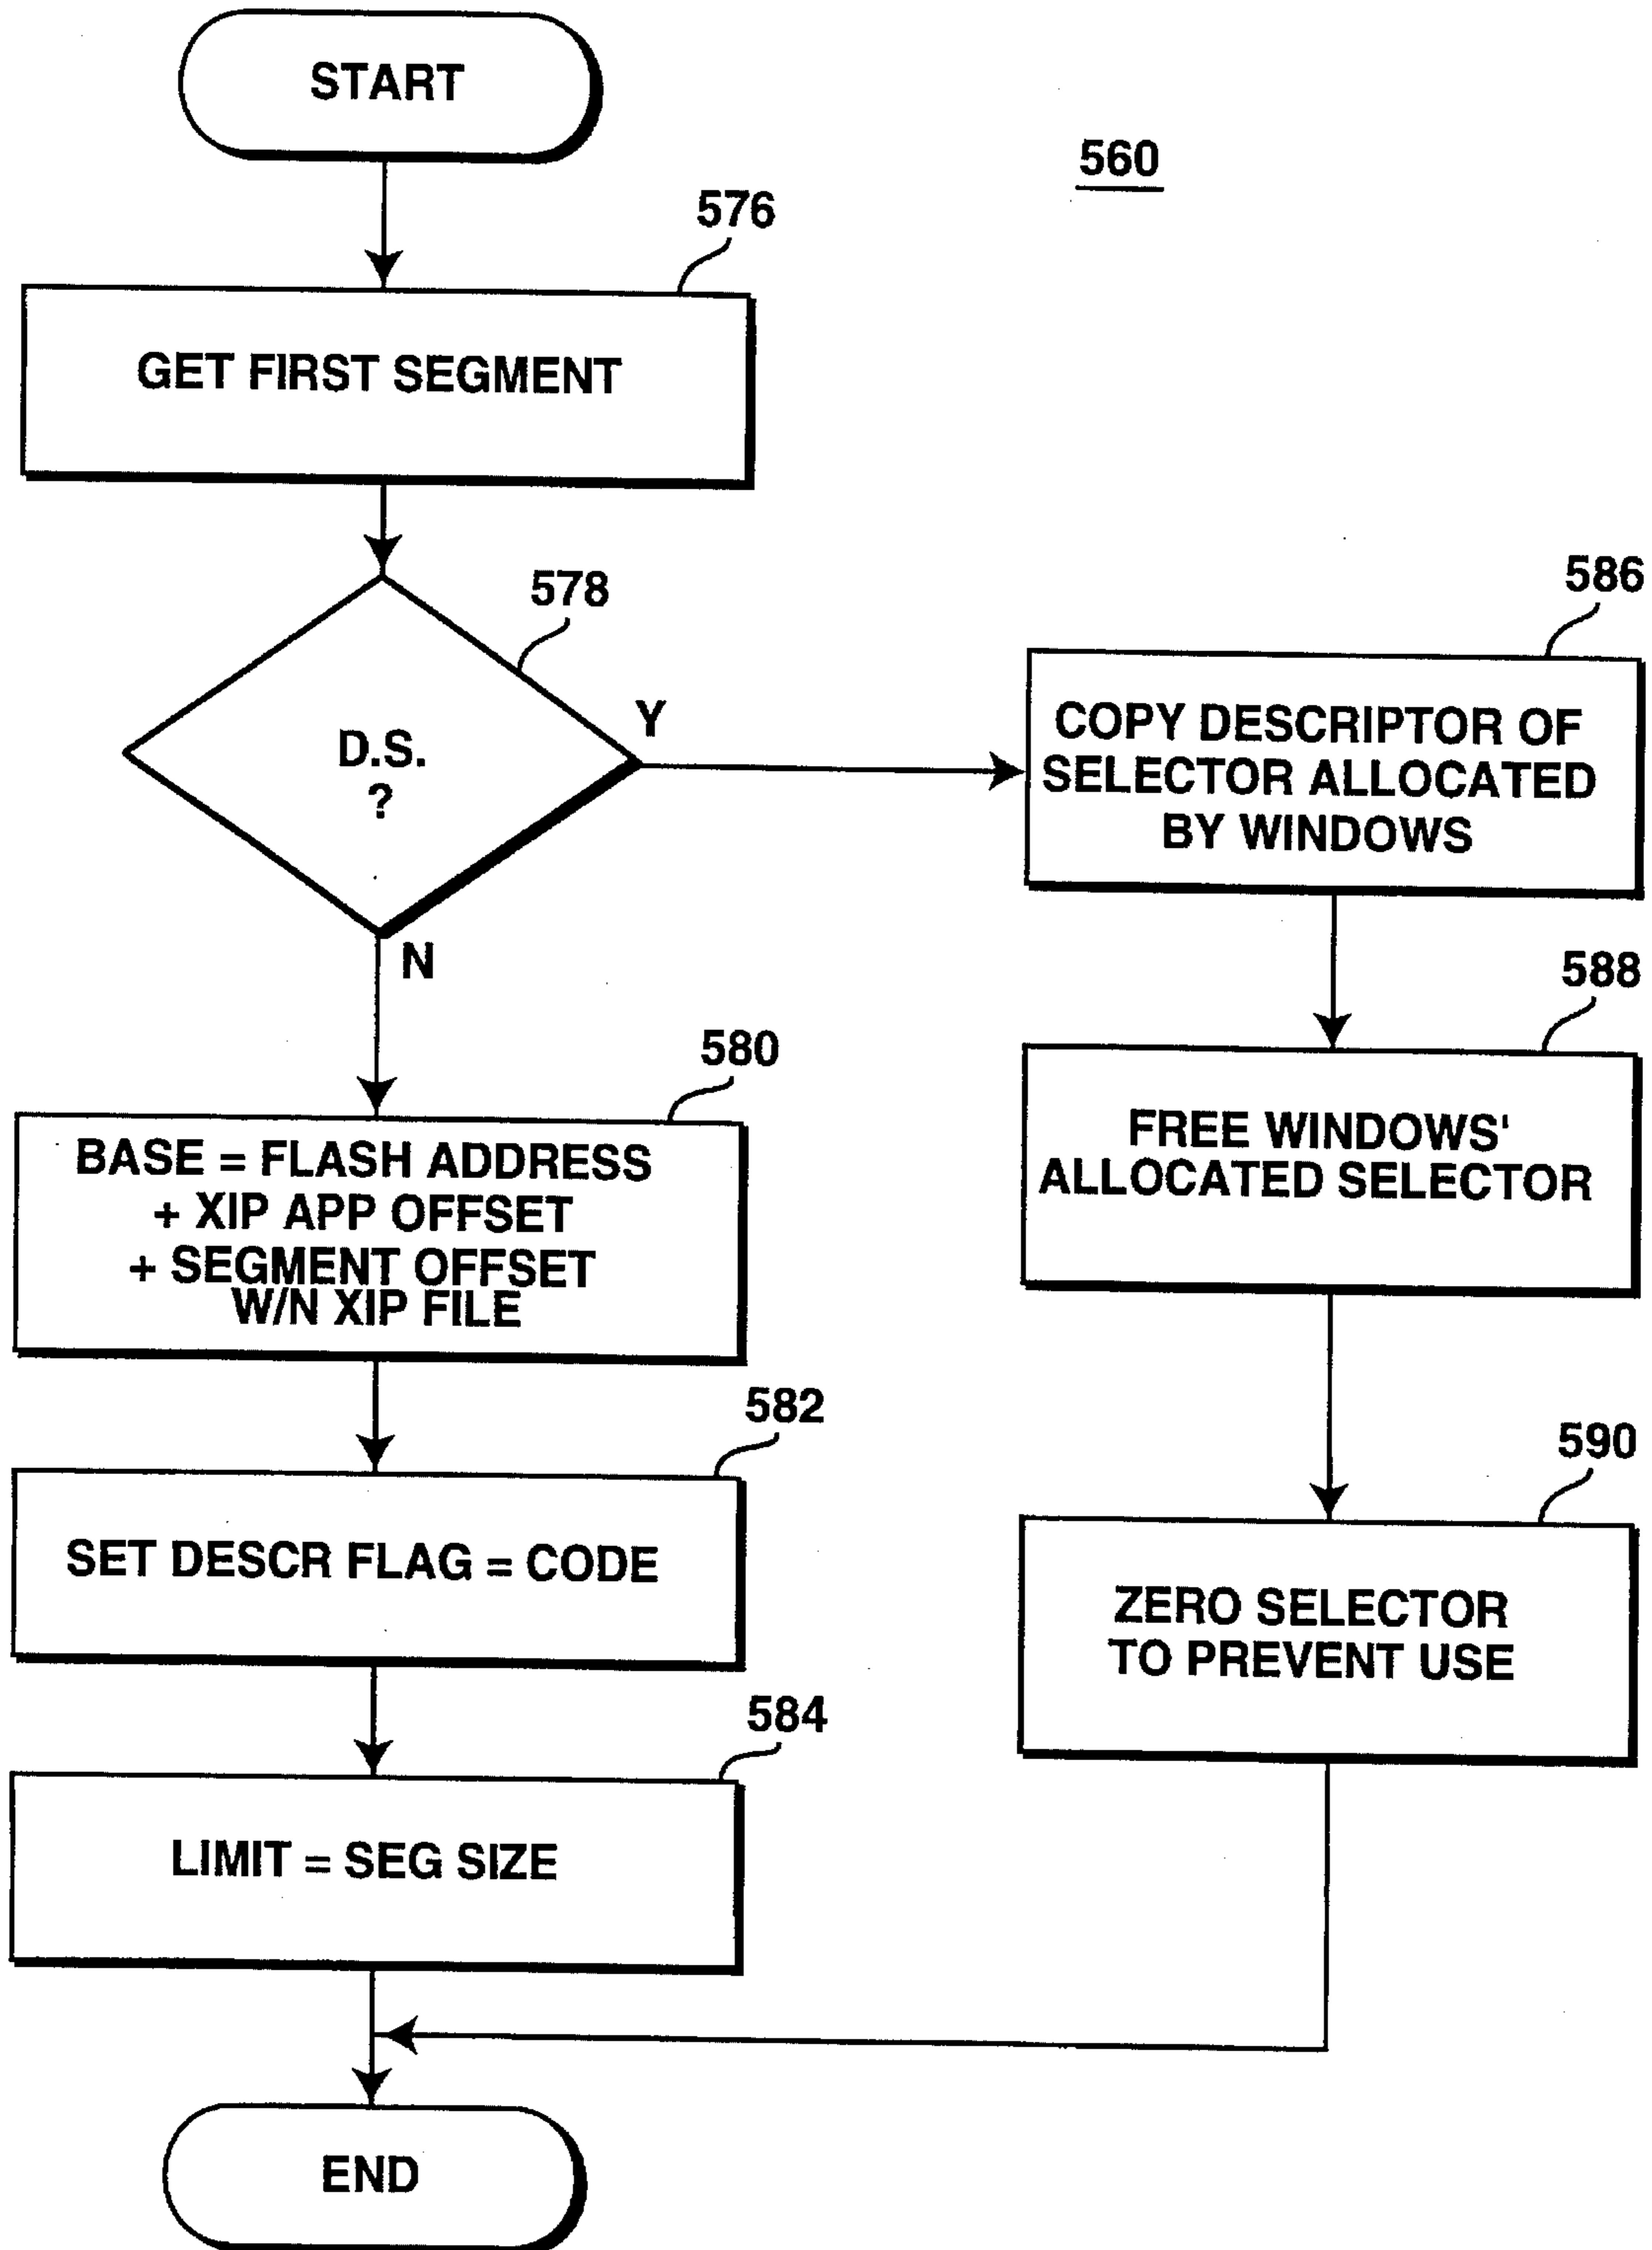 START
560
576
GET FIRST SEGMENT
578
D.S.
?
Y
N
586
COPY DESCRIPTOR OF
SELECTOR ALLOCATED
BY WINDOWS
588
FREE WINDOWS'
ALLOCATED SELECTOR
580
BASE = FLASH ADDRESS
+ XIP APP OFFSET
+ SEGMENT OFFSET
W/N XIP FILE
582
SET DESCR FLAG = CODE
590
ZERO SELECTOR
TO PREVENT USE
584
LIMIT = SEG SIZE
END